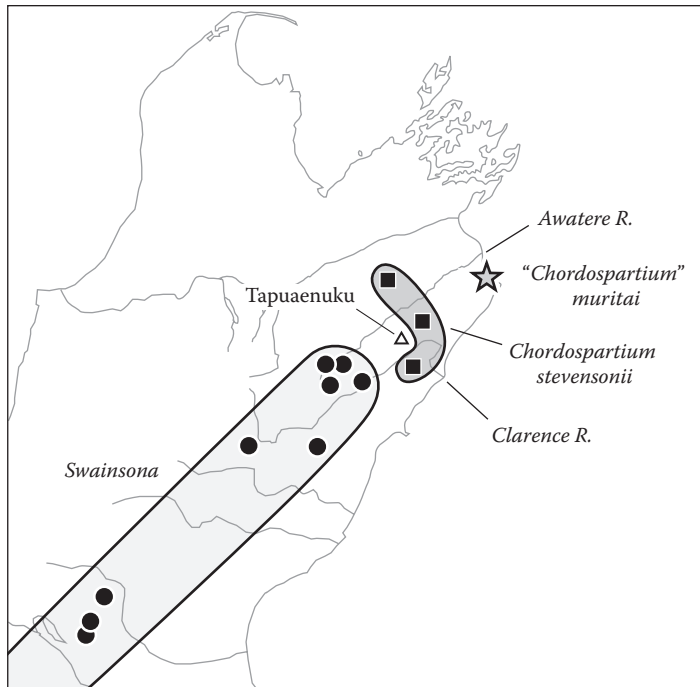 Awatere R.
“Chordospartium”
muritai
Tapuaenuku
Chordospartium
stevensonii
Clarence R.
Swainsona